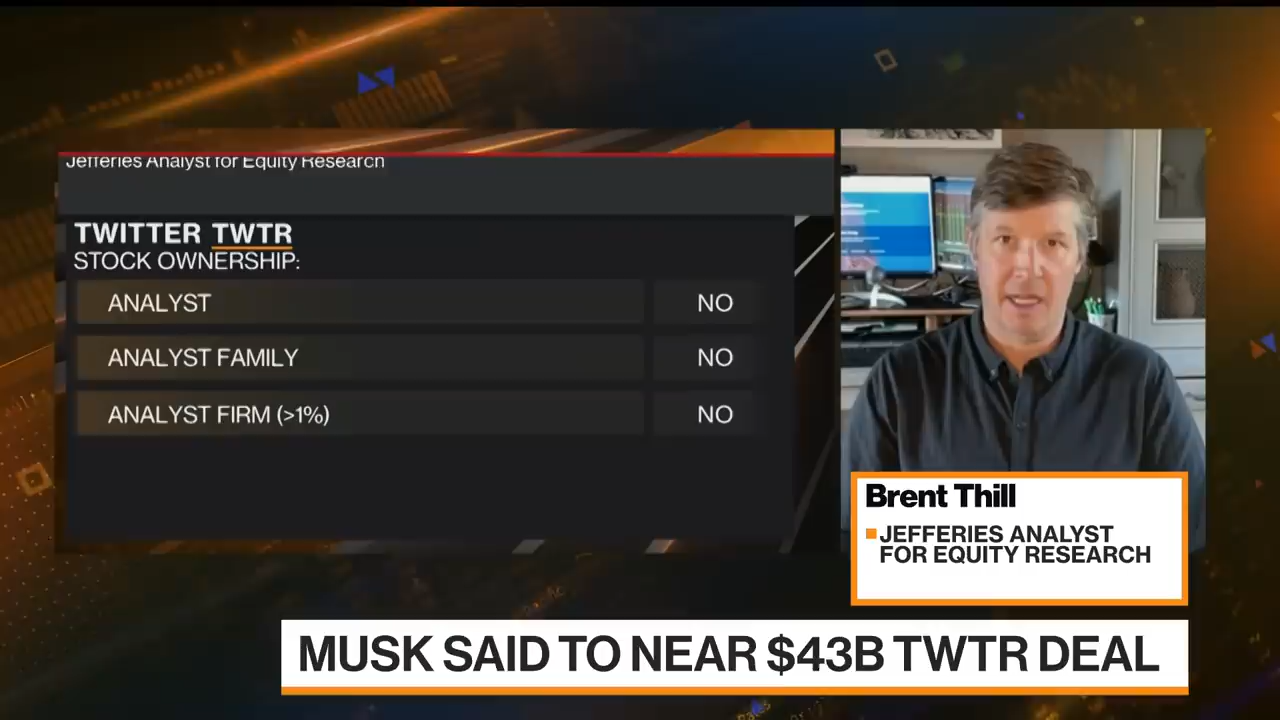 Jefferies Analyst for Equity Research
TWITTER TWTR
STOCK OWNERSHIP:
ANALYST NO
ANALYST FAMILY NO
ANALYST FIRM (>1%) NO
Brent Thill
JEFFERIES ANALYST
FOR EQUITY RESEARCH
MUSK SAID TO NEAR $43B TWTR DEAL